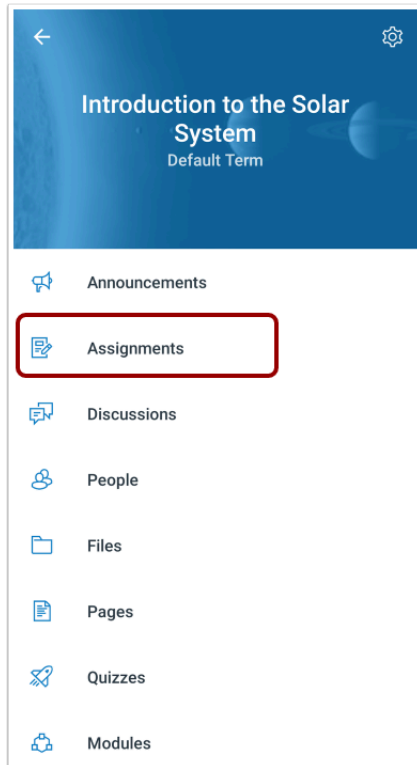 Introduction to the Solar
System
Default Term
Announcements
Assignments
Discussions
People
Files
Pages
Quizzes
Modules